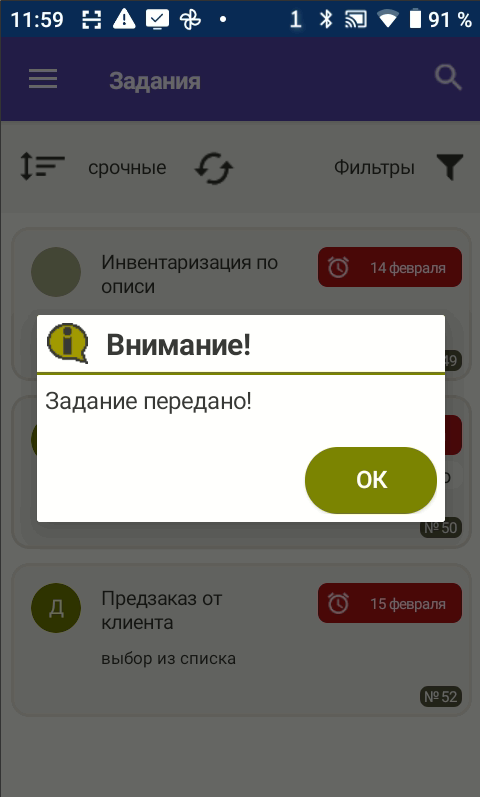 11:59
1
91 %
Задания
срочные
Фильтры
Инвентаризация по
описи
14 февраля
49
Внимание!
Задание передано!
OK
№50
Предзаказ от
клиента
Д
15 февраля
выбор из списка
№52